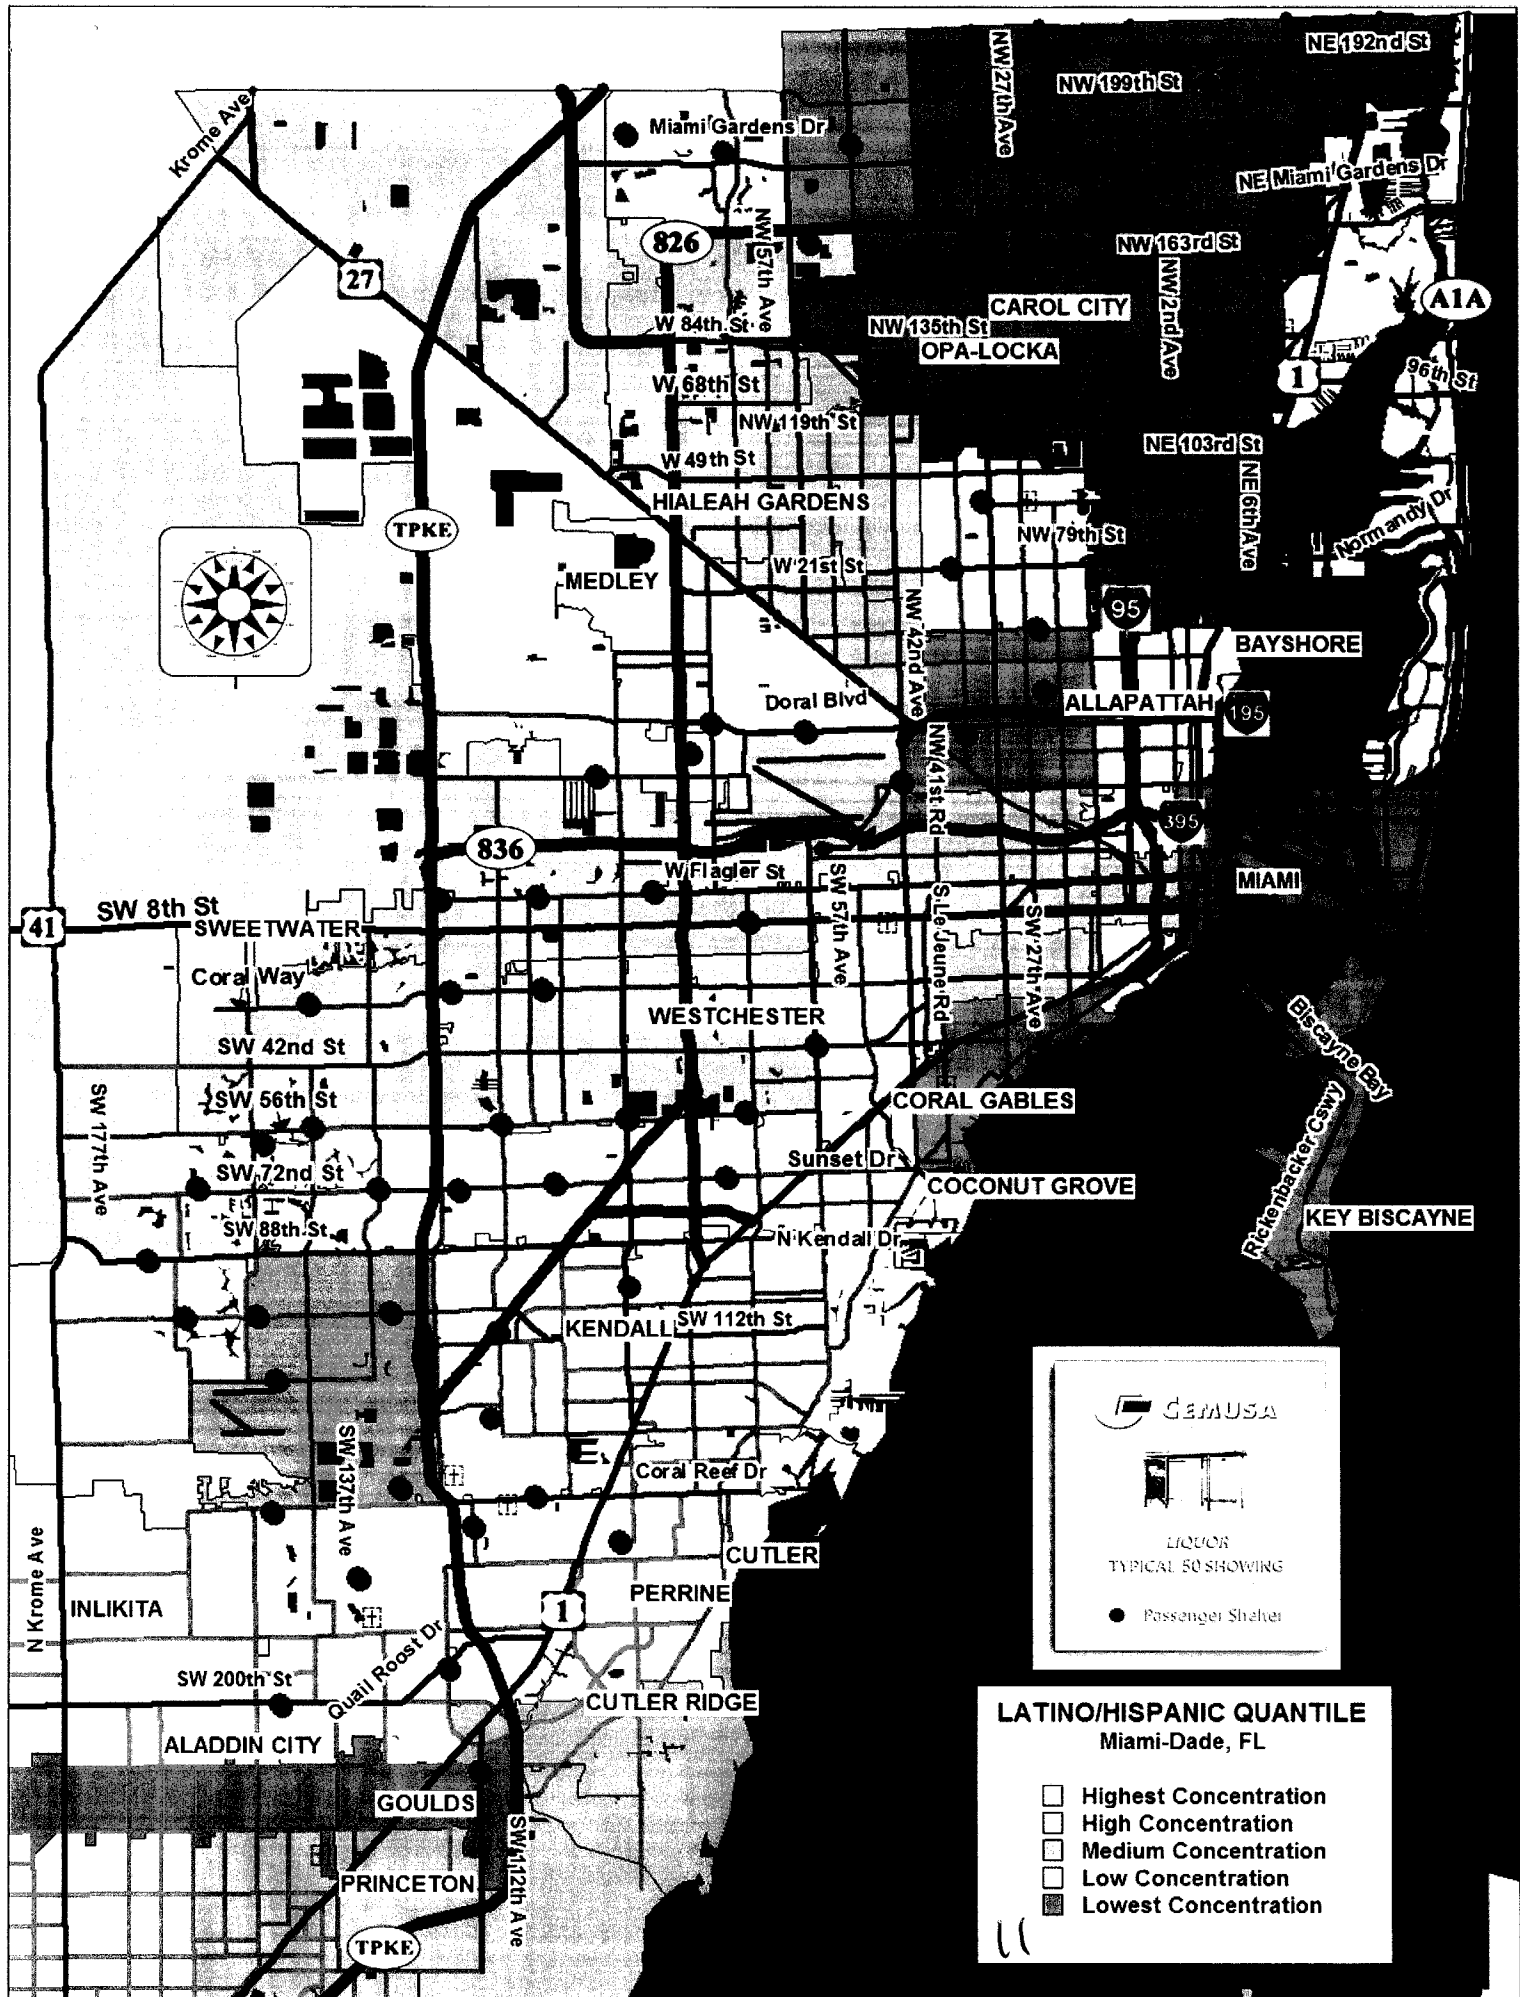 NE 192nd St
NW 27th Ave
NW 199th St
Krome Ave
Miami Gardens Dr
NE Miami Gardens Dr
826
NW 57th Ave
NW 163rd St
27
NW 2nd Ave
A1A
CAROL CITY
W 84th St
NW 135th St
OPA-LOCKA
1
96th St
W 68th St
NW 119th St
NE 103rd St
W 49th St
HIALEAH GARDENS
NE 6th Ave
Normandy Dr
TPKE
NW 79th St
W 21st St
MEDLEY
NW 42nd Ave
95
BAYSHORE
Doral Blvd
ALLAPATTAH
195
NW 41st Rd
395
836
W Flagler St
MIAMI
SW 8th St
41
SWEETWATER
SW 57th Ave
S Le Jeune Rd
SW 27th Ave
Coral Way
WESTCHESTER
Biscayne Bay
SW 42nd St
SW 56th St
SW 177th Ave
CORAL GABLES
Rickenbacker Cswy
Sunset Dr
SW 72nd St
COCONUT GROVE
SW 88th St
KEY BISCAYNE
N Kendall Dr
KENDALL
SW 112th St
CEMUSA
SW 137th Ave
Coral Reef Dr
LIQUOR
TYPICAL 50 SHOWING
Passenger Shelter
N Krome Ave
CUTLER
PERRINE
INLIKITA
1
Quail Roost Dr
SW 200th St
CUTLER RIDGE
ALADDIN CITY
LATINO/HISPANIC QUANTILE
Miami-Dade, FL
Highest Concentration
High Concentration
Medium Concentration
Low Concentration
Lowest Concentration
GOULDS
SW 112th Ave
PRINCETON
TPKE
11